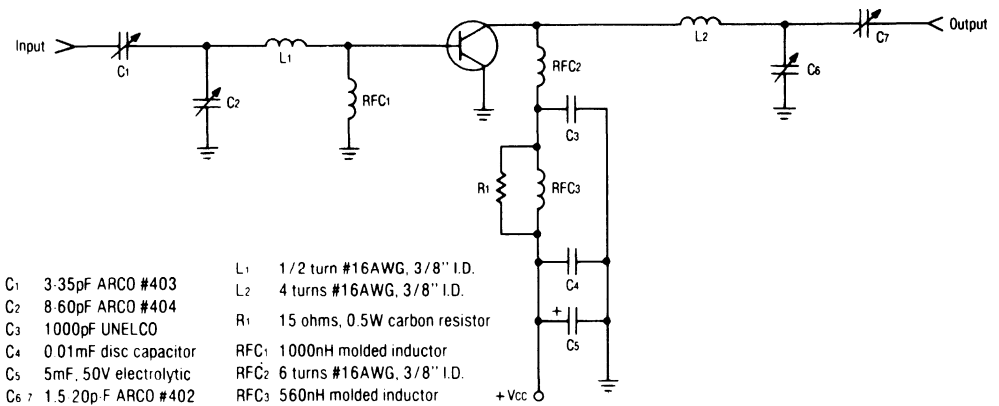 Input
C1
C2
L1
RFC1
RFC2
C3
R1
RFC3
C4
+
C5
+ Vcc
L2
C6
C7
Output
C1 3-35pF ARCO #403
C2 8-60pF ARCO #404
C3 1000pF UNELCO
C4 0.01mF disc capacitor
C5 5mF, 50V electrolytic
C6 7 1.5 20p·F ARCO #402
L1 1/2 turn #16AWG, 3/8" I.D.
L2 4 turns #16AWG, 3/8" I.D.
R1 15 ohms, 0.5W carbon resistor
RFC1 1000nH molded inductor
RFC2 6 turns #16AWG, 3/8" I.D.
RFC3 560nH molded inductor